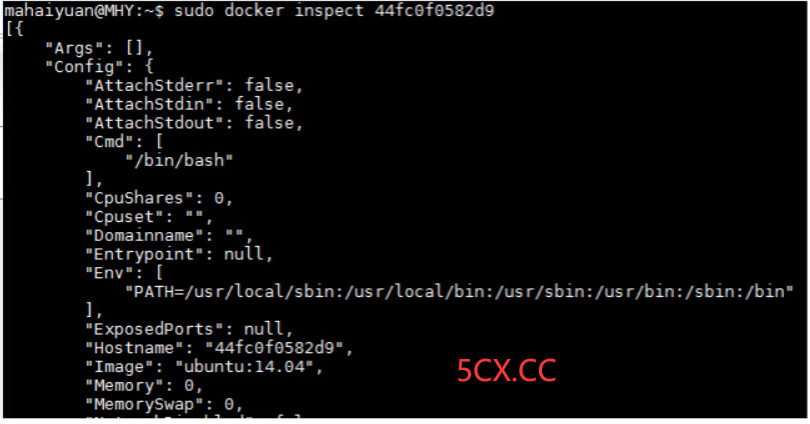 mahaiyuan@MHY:~$ sudo docker inspect 44fc0f0582d9
[{
    "Args": [],
    "Config": {
        "AttachStderr": false,
        "AttachStdin": false,
        "AttachStdout": false,
        "Cmd": [
            "/bin/bash"
        ],
        "CpuShares": 0,
        "Cpuset": "",
        "Domainname": "",
        "Entrypoint": null,
        "Env": [
            "PATH=/usr/local/sbin:/usr/local/bin:/usr/sbin:/usr/bin:/sbin:/bin"
        ],
        "ExposedPorts": null,
        "Hostname": "44fc0f0582d9",
        "Image": "ubuntu:14.04",
5CX.CC
        "Memory": 0,
        "MemorySwap": 0,